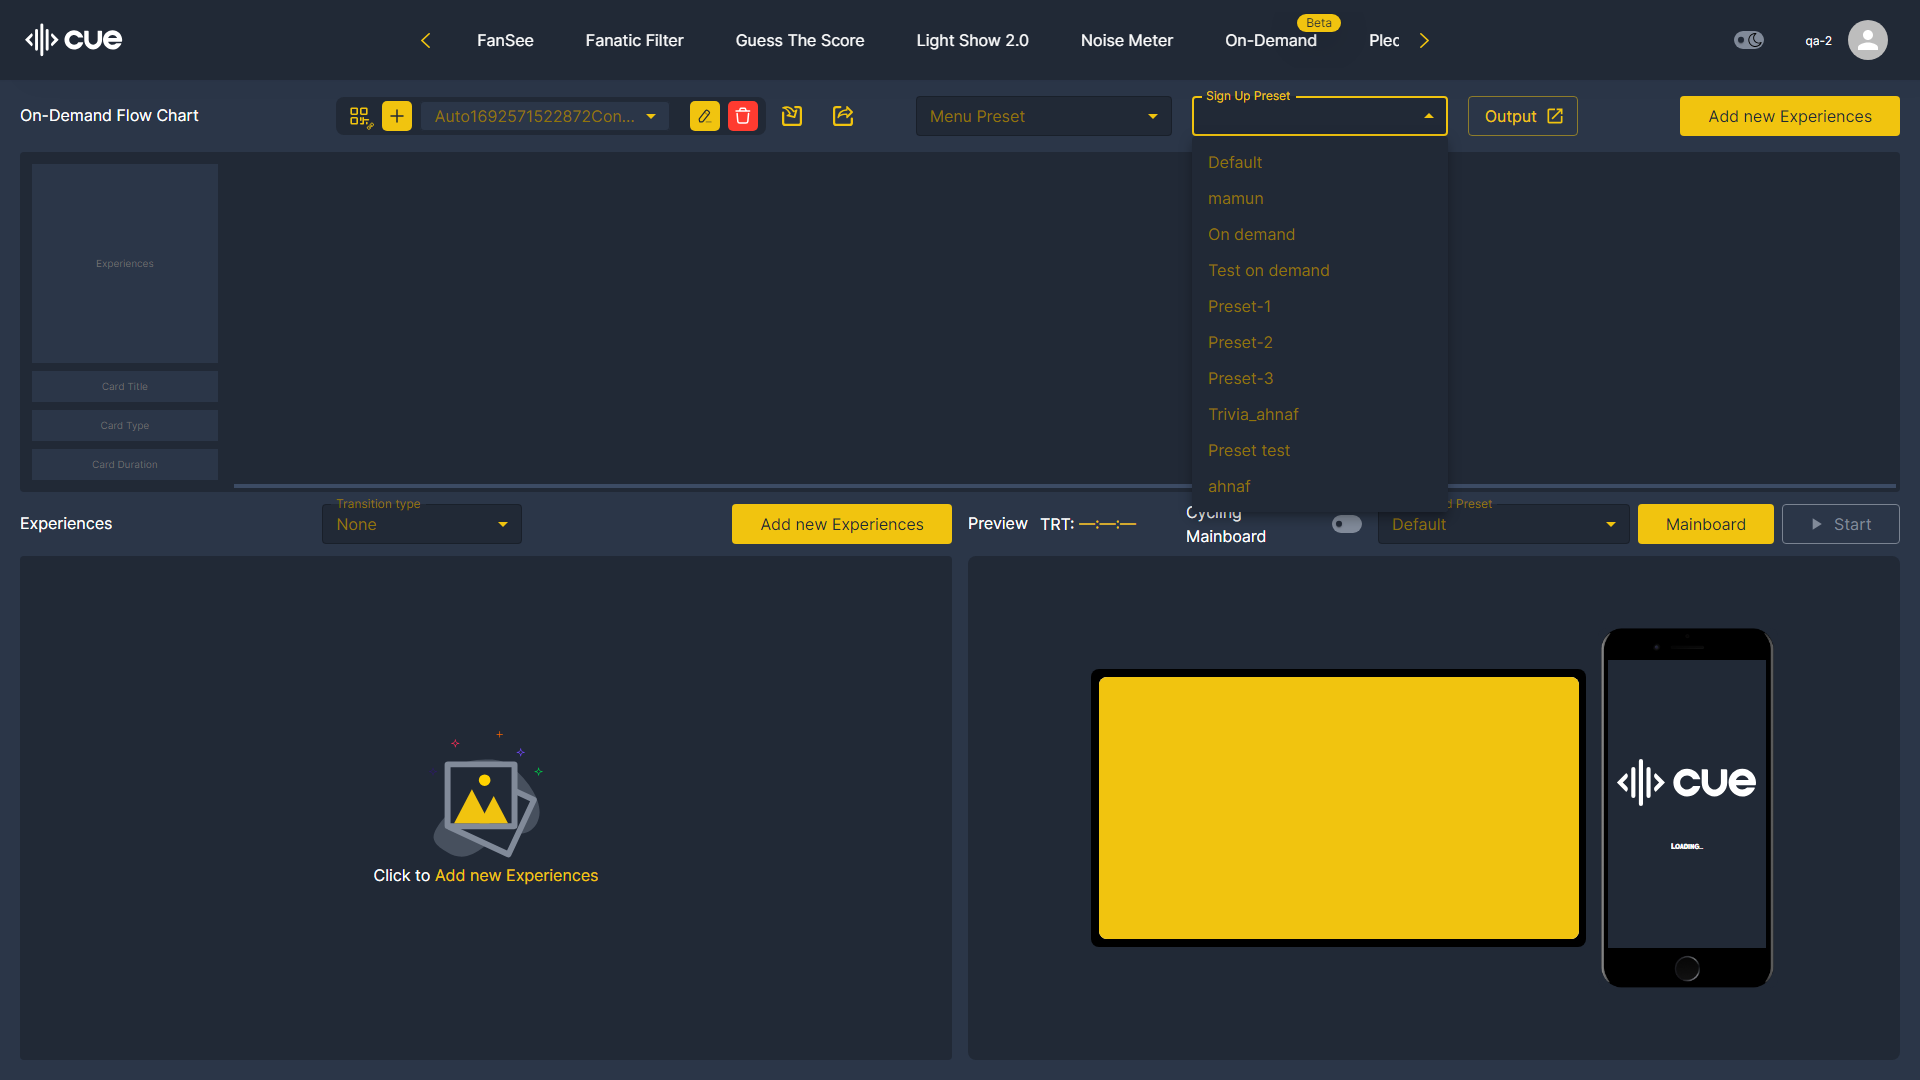 cue
FanSee
Fanatic Filter
Guess The Score
Light Show 2.0
Noise Meter
On-Demand
Beta
Plec
qa-2
On-Demand Flow Chart
Auto1692571522872Con...
Menu Preset
Sign Up Preset
Output
Add new Experiences
Default
mamun
On demand
Test on demand
Preset-1
Preset-2
Preset-3
Trivia_ahnaf
Preset test
ahnaf
Experiences
Card Title
Card Type
Card Duration
Experiences
Transition type
None
Add new Experiences
Preview
TRT: —:—:—
Cycling
Mainboard
d Preset
Default
Mainboard
Start
Click to Add new Experiences
cue
LOADING..